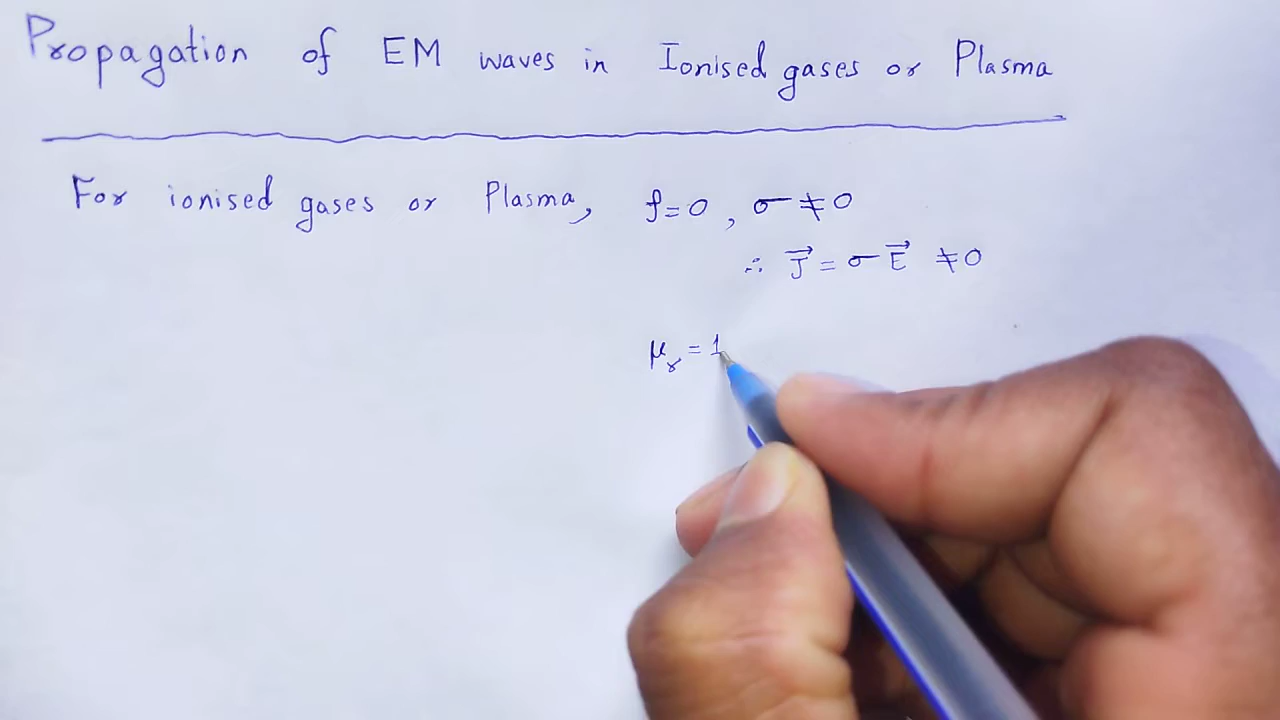 Propagation of EM waves in Ionised gases or Plasma
For ionised gases or Plasma, ρ=0, σ≠0
∴ J⃗ = σE⃗ ≠0
μᵣ = 1